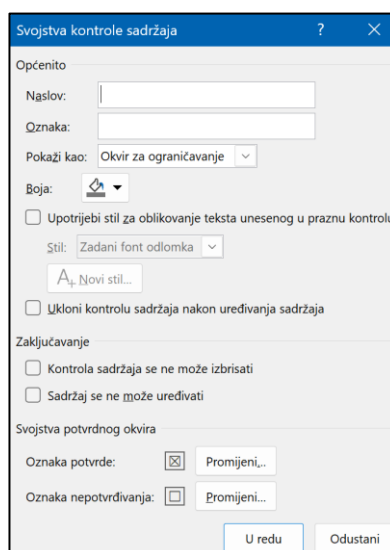 Svojstva kontrole sadržaja ? ×
Općenito
Naslov:
Oznaka:
Pokaži kao: Okvir za ograničavanje
Boja:
Upotrijebi stil za oblikovanje teksta unesenog u praznu kontrolu
Stil: Zadani font odlomka
A+ Novi stil...
Ukloni kontrolu sadržaja nakon uređivanja sadržaja
Zaključavanje
Kontrola sadržaja se ne može izbrisati
Sadržaj se ne može uređivati
Svojstva potvrdnog okvira
Oznaka potvrde: Promijeni...
Oznaka nepotvrđivanja: Promijeni...
U redu Odustani